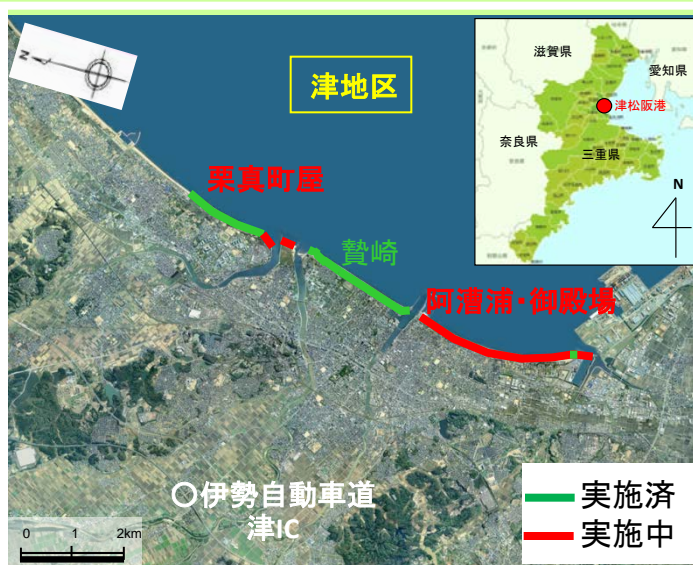 N
津地区
滋賀県
愛知県
津松阪港
奈良県
三重県
N
栗真町屋
贄崎
阿漕浦・御殿場
○伊勢自動車道
津IC
0 1 2km
実施済
実施中